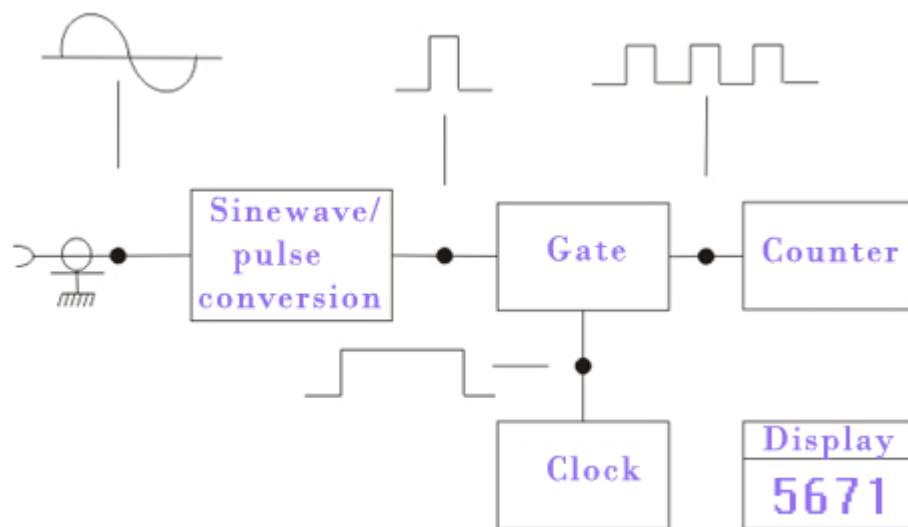 Sinewave/
pulse
conversion
Gate
Counter
Clock
Display
5671